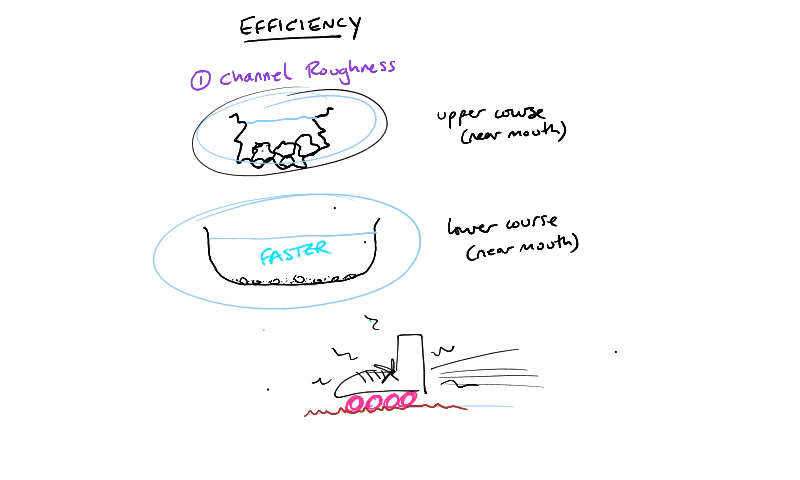 EFFICIENCY
① Channel Roughness
upper course
(near mouth)
FASTER
lower course
(near mouth)